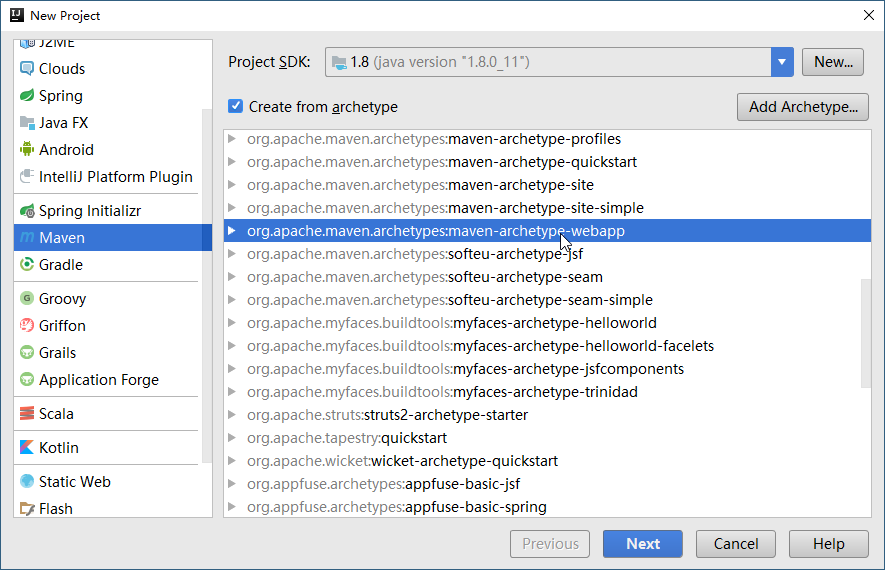 New Project
J2ME
Clouds
Spring
Java FX
Android
IntelliJ Platform Plugin
Spring Initializr
Maven
Gradle
Groovy
Griffon
Grails
Application Forge
Scala
Kotlin
Static Web
Flash
Project SDK: 1.8 (java version "1.8.0_11") New...
Create from archetype Add Archetype...
org.apache.maven.archetypes:maven-archetype-profiles
org.apache.maven.archetypes:maven-archetype-quickstart
org.apache.maven.archetypes:maven-archetype-site
org.apache.maven.archetypes:maven-archetype-site-simple
org.apache.maven.archetypes:maven-archetype-webapp
org.apache.maven.archetypes:softeu-archetype-jsf
org.apache.maven.archetypes:softeu-archetype-seam
org.apache.maven.archetypes:softeu-archetype-seam-simple
org.apache.myfaces.buildtools:myfaces-archetype-helloworld
org.apache.myfaces.buildtools:myfaces-archetype-helloworld-facelets
org.apache.myfaces.buildtools:myfaces-archetype-jsfcomponents
org.apache.myfaces.buildtools:myfaces-archetype-trinidad
org.apache.struts:struts2-archetype-starter
org.apache.tapestry:quickstart
org.apache.wicket:wicket-archetype-quickstart
org.appfuse.archetypes:appfuse-basic-jsf
org.appfuse.archetypes:appfuse-basic-spring
Previous Next Cancel Help